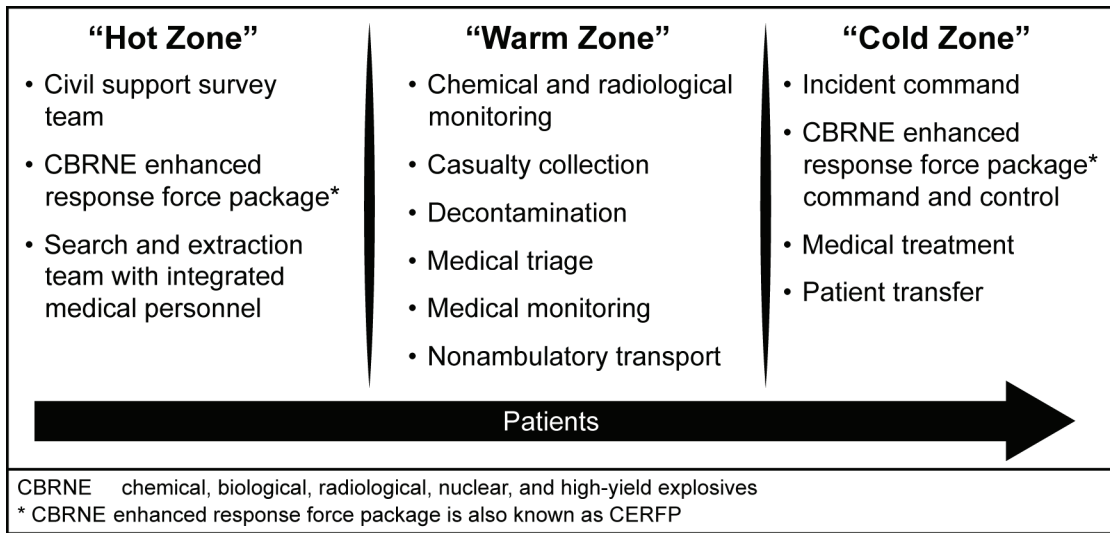 “Hot Zone”
• Civil support survey
team
• CBRNE enhanced
response force package*
• Search and extraction
team with integrated
medical personnel
“Warm Zone”
• Chemical and radiological
monitoring
• Casualty collection
• Decontamination
• Medical triage
• Medical monitoring
• Nonambulatory transport
“Cold Zone”
• Incident command
• CBRNE enhanced
response force package*
command and control
• Medical treatment
• Patient transfer
Patients
CBRNE chemical, biological, radiological, nuclear, and high-yield explosives
* CBRNE enhanced response force package is also known as CERFP